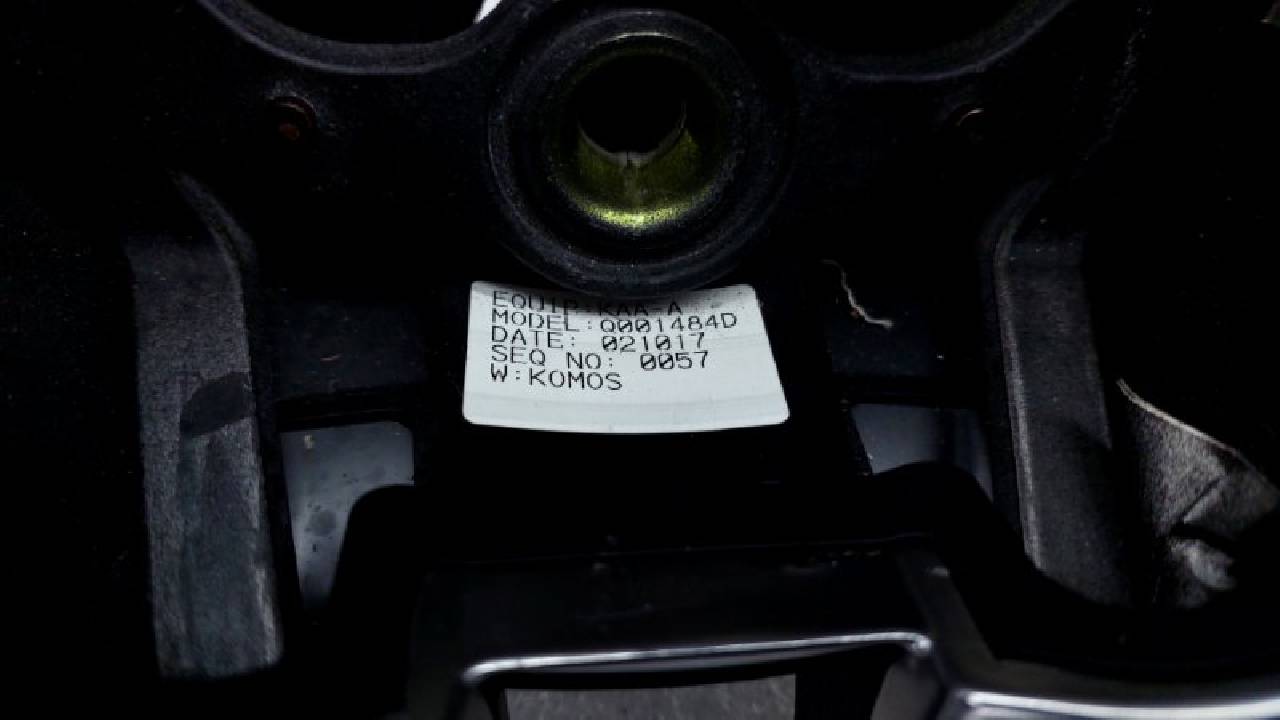 EQUIP:KAA-A
MODEL:Q001484D
DATE: 021017
SEQ NO: 0057
W:KOMOS